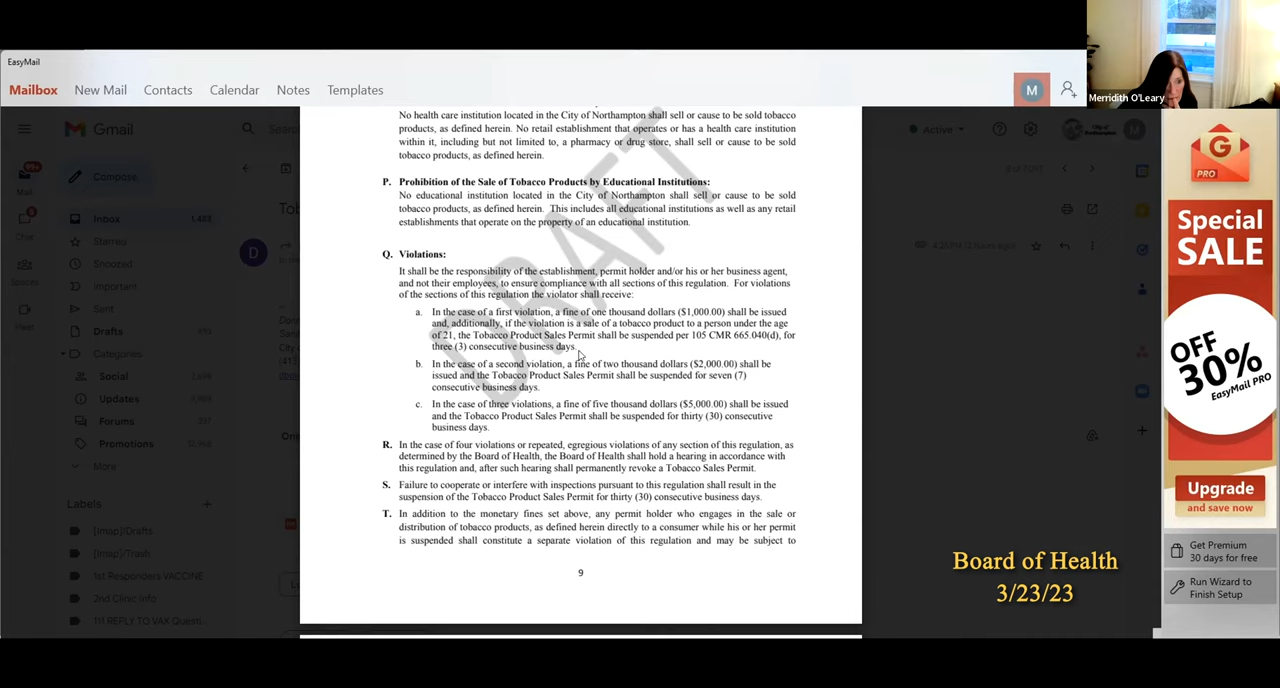 EasyMail
Mailbox
New Mail
Contacts
Calendar
Notes
Templates
M
Merridith O'Leary
Gmail
Active
M
99+
Mail
Compose
Inbox
1,488
Starred
Snoozed
Important
Sent
Drafts
Categories
Social
Updates
Forums
Promotions
More
Spaces
Labels
[Imap]/Drafts
[Imap]/Trash
1st Responders VACCINE
2nd Clinic Info
111 REPLY TO VAX Questi...
D
DRAFT
No health care institution located in the City of Northampton shall sell or cause to be sold tobacco
products, as defined herein. No retail establishment that operates or has a health care institution
within it, including but not limited to, a pharmacy or drug store, shall sell or cause to be sold
tobacco products, as defined herein.
P. Prohibition of the Sale of Tobacco Products by Educational Institutions:
No educational institution located in the City of Northampton shall sell or cause to be sold
tobacco products, as defined herein. This includes all educational institutions as well as any retail
establishments that operate on the property of an educational institution.
Q. Violations:
It shall be the responsibility of the establishment, permit holder and/or his or her business agent,
and not their employees, to ensure compliance with all sections of this regulation. For violations
of the sections of this regulation the violator shall receive:
a. In the case of a first violation, a fine of one thousand dollars ($1,000.00) shall be issued
and, additionally, if the violation is a sale of a tobacco product to a person under the age
of 21, the Tobacco Product Sales Permit shall be suspended per 105 CMR 665.040(d), for
three (3) consecutive business days.
b. In the case of a second violation, a fine of two thousand dollars ($2,000.00) shall be
issued and the Tobacco Product Sales Permit shall be suspended for seven (7)
consecutive business days.
c. In the case of three violations, a fine of five thousand dollars ($5,000.00) shall be issued
and the Tobacco Product Sales Permit shall be suspended for thirty (30) consecutive
business days.
R. In the case of four violations or repeated, egregious violations of any section of this regulation, as
determined by the Board of Health, the Board of Health shall hold a hearing in accordance with
this regulation and, after such hearing shall permanently revoke a Tobacco Sales Permit.
S. Failure to cooperate or interfere with inspections pursuant to this regulation shall result in the
suspension of the Tobacco Product Sales Permit for thirty (30) consecutive business days.
T. In addition to the monetary fines set above, any permit holder who engages in the sale or
distribution of tobacco products, as defined herein directly to a consumer while his or her permit
is suspended shall constitute a separate violation of this regulation and may be subject to
9
G
PRO
Special
SALE
OFF
30%
EasyMail PRO
Upgrade
and save now
Get Premium
30 days for free
Run Wizard to
Finish Setup
Board of Health
3/23/23